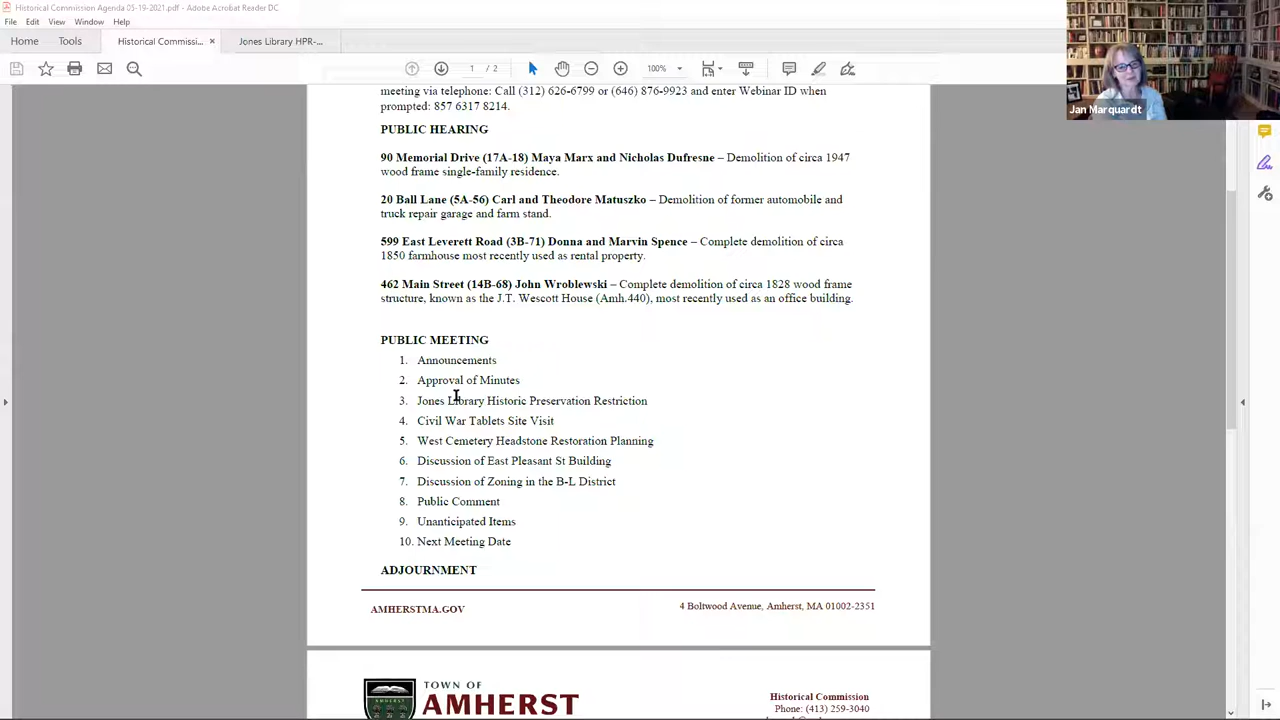 Historical Commission Agenda 05-19-2021.pdf - Adobe Acrobat Reader DC
File Edit View Window Help
Home Tools Historical Commissi... × Jones Library HPR-...
1 / 2 100%
Jan Marquardt
meeting via telephone: Call (312) 626-6799 or (646) 876-9923 and enter Webinar ID when
prompted: 857 6317 8214.
PUBLIC HEARING
90 Memorial Drive (17A-18) Maya Marx and Nicholas Dufresne – Demolition of circa 1947
wood frame single-family residence.
20 Ball Lane (5A-56) Carl and Theodore Matuszko – Demolition of former automobile and
truck repair garage and farm stand.
599 East Leverett Road (3B-71) Donna and Marvin Spence – Complete demolition of circa
1850 farmhouse most recently used as rental property.
462 Main Street (14B-68) John Wroblewski – Complete demolition of circa 1828 wood frame
structure, known as the J.T. Wescott House (Amh.440), most recently used as an office building.
PUBLIC MEETING
1. Announcements
2. Approval of Minutes
3. Jones Library Historic Preservation Restriction
4. Civil War Tablets Site Visit
5. West Cemetery Headstone Restoration Planning
6. Discussion of East Pleasant St Building
7. Discussion of Zoning in the B-L District
8. Public Comment
9. Unanticipated Items
10. Next Meeting Date
ADJOURNMENT
AMHERSTMA.GOV
4 Boltwood Avenue, Amherst, MA 01002-2351
TOWN OF
AMHERST
Historical Commission
Phone: (413) 259-3040